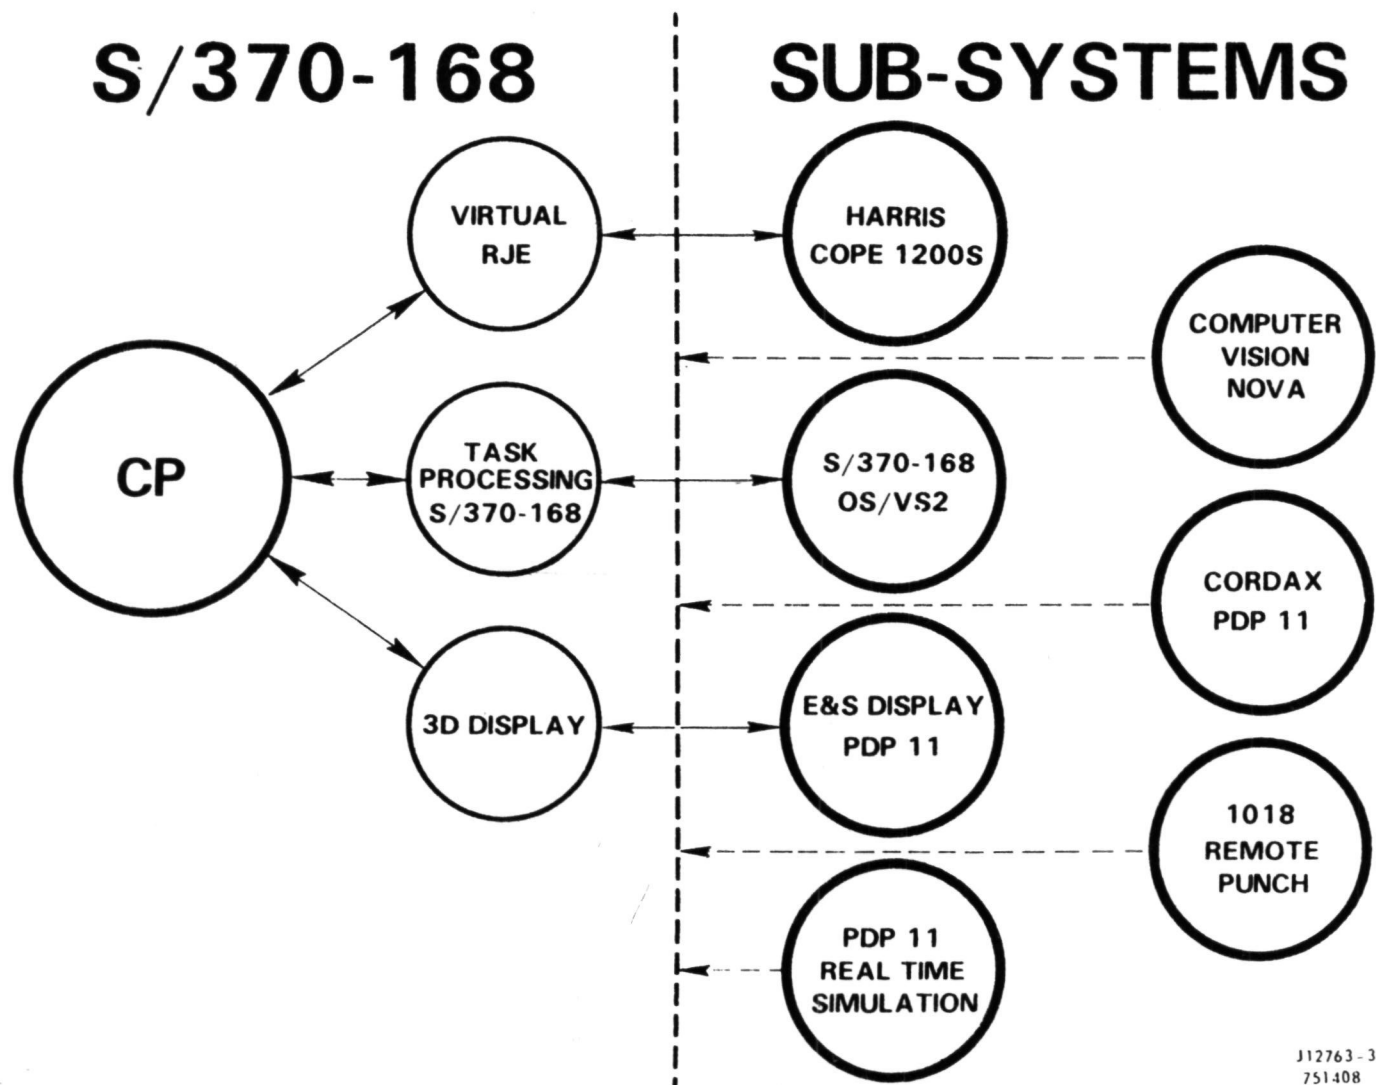 S/370-168
SUB-SYSTEMS
VIRTUAL
RJE
HARRIS
COPE 1200S
COMPUTER
VISION
NOVA
CP
TASK
PROCESSING
S/370-168
S/370-168
OS/VS2
CORDAX
PDP 11
3D DISPLAY
E&S DISPLAY
PDP 11
1018
REMOTE
PUNCH
PDP 11
REAL TIME
SIMULATION
J12763-3
751408